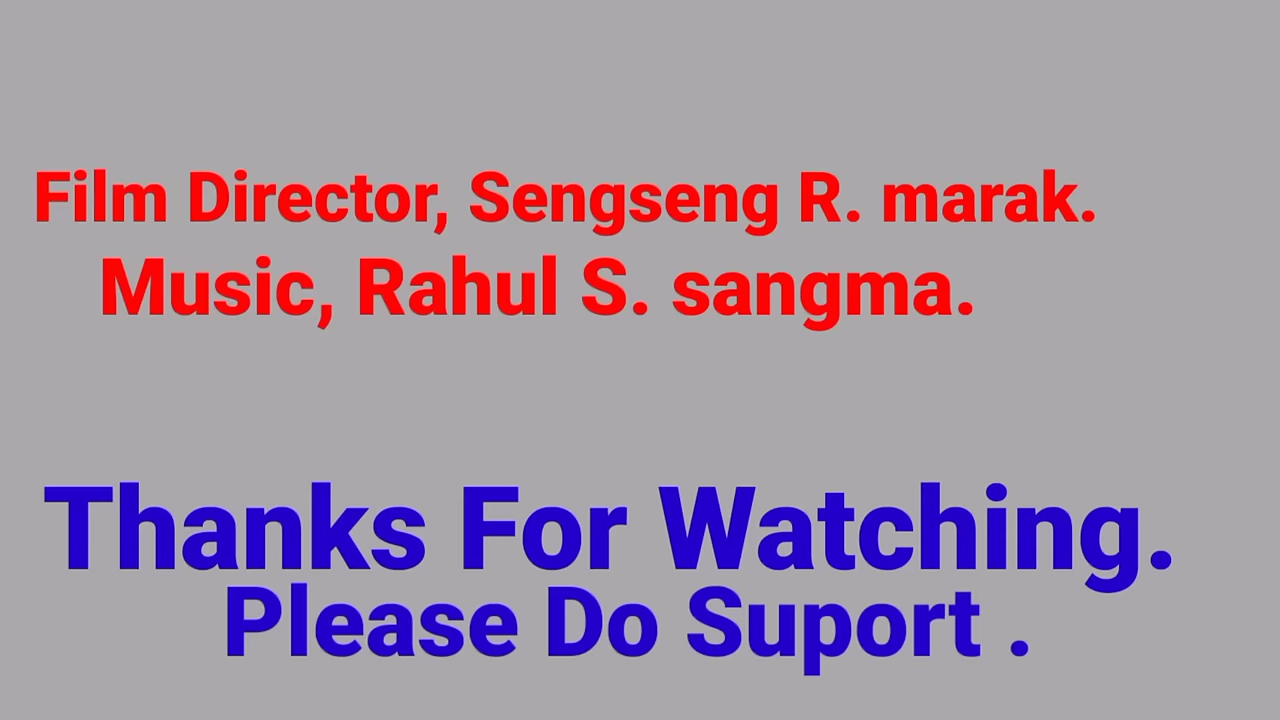 Film Director, Sengseng R. marak.
Music, Rahul S. sangma.
Thanks For Watching.
Please Do Suport .